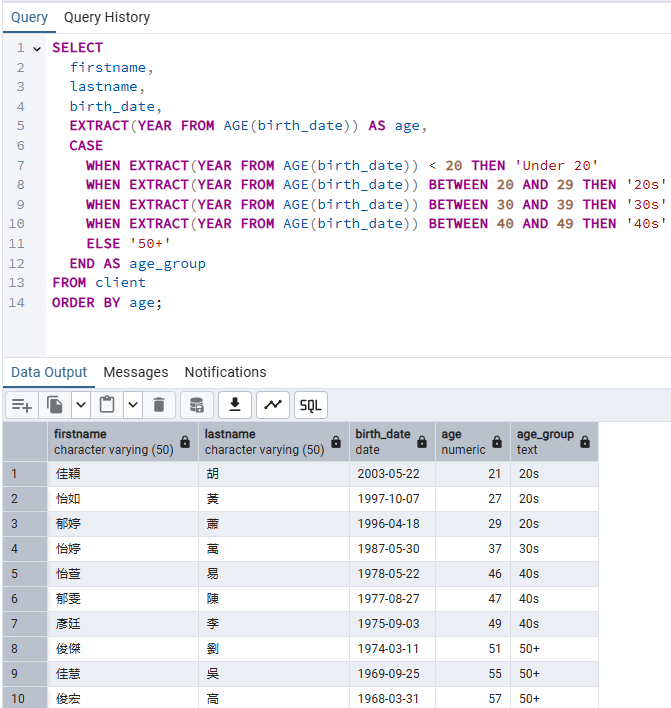 Query Query History
1 SELECT
2 firstname,
3 lastname,
4 birth_date,
5 EXTRACT(YEAR FROM AGE(birth_date)) AS age,
6 CASE
7 WHEN EXTRACT(YEAR FROM AGE(birth_date)) < 20 THEN 'Under 20'
8 WHEN EXTRACT(YEAR FROM AGE(birth_date)) BETWEEN 20 AND 29 THEN '20s'
9 WHEN EXTRACT(YEAR FROM AGE(birth_date)) BETWEEN 30 AND 39 THEN '30s'
10 WHEN EXTRACT(YEAR FROM AGE(birth_date)) BETWEEN 40 AND 49 THEN '40s'
11 ELSE '50+'
12 END AS age_group
13 FROM client
14 ORDER BY age;
Data Output Messages Notifications
SQL
firstname lastname birth_date age age_group
character varying (50) character varying (50) date numeric text
1 佳穎 胡 2003-05-22 21 20s
2 怡如 黃 1997-10-07 27 20s
3 郁婷 蕭 1996-04-18 29 20s
4 怡婷 萬 1987-05-30 37 30s
5 怡萱 易 1978-05-22 46 40s
6 郁雯 陳 1977-08-27 47 40s
7 彥廷 李 1975-09-03 49 40s
8 俊傑 劉 1974-03-11 51 50+
9 佳慧 吳 1969-09-25 55 50+
10 俊宏 高 1968-03-31 57 50+